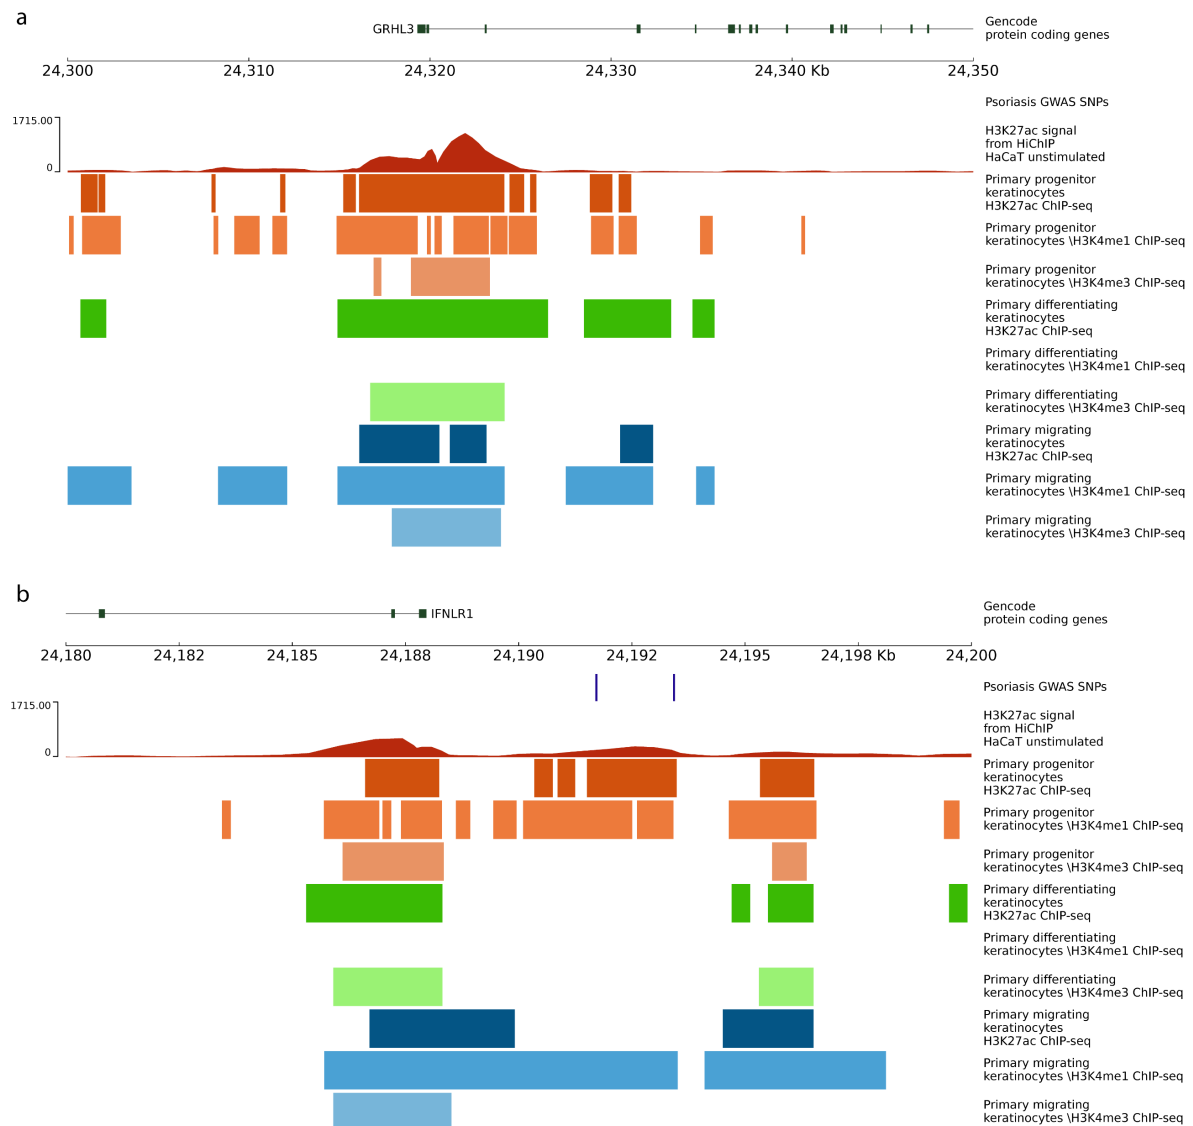 a
GRHL3
Gencode
protein coding genes
24,300
24,310
24,320
24,330
24,340 Kb
24,350
Psoriasis GWAS SNPs
1715.00
0
H3K27ac signal
from HiChIP
HaCaT unstimulated
Primary progenitor
keratinocytes
H3K27ac ChIP-seq
Primary progenitor
keratinocytes \H3K4me1 ChIP-seq
Primary progenitor
keratinocytes \H3K4me3 ChIP-seq
Primary differentiating
keratinocytes
H3K27ac ChIP-seq
Primary differentiating
keratinocytes \H3K4me1 ChIP-seq
Primary differentiating
keratinocytes \H3K4me3 ChIP-seq
Primary migrating
keratinocytes
H3K27ac ChIP-seq
Primary migrating
keratinocytes \H3K4me1 ChIP-seq
Primary migrating
keratinocytes \H3K4me3 ChIP-seq
b
IFNLR1
Gencode
protein coding genes
24,180
24,182
24,185
24,188
24,190
24,192
24,195
24,198 Kb
24,200
Psoriasis GWAS SNPs
1715.00
0
H3K27ac signal
from HiChIP
HaCaT unstimulated
Primary progenitor
keratinocytes
H3K27ac ChIP-seq
Primary progenitor
keratinocytes \H3K4me1 ChIP-seq
Primary progenitor
keratinocytes \H3K4me3 ChIP-seq
Primary differentiating
keratinocytes
H3K27ac ChIP-seq
Primary differentiating
keratinocytes \H3K4me1 ChIP-seq
Primary differentiating
keratinocytes \H3K4me3 ChIP-seq
Primary migrating
keratinocytes
H3K27ac ChIP-seq
Primary migrating
keratinocytes \H3K4me1 ChIP-seq
Primary migrating
keratinocytes \H3K4me3 ChIP-seq